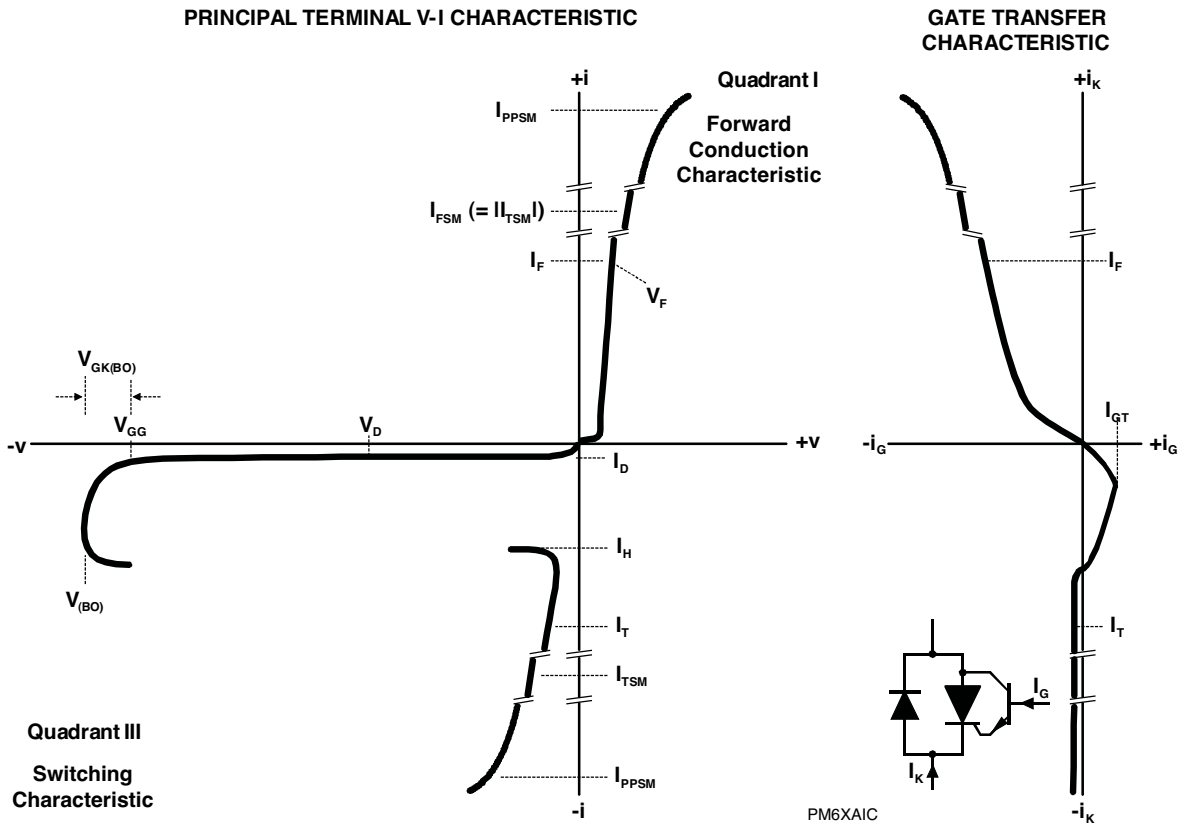 PRINCIPAL TERMINAL V-I CHARACTERISTIC
GATE TRANSFER
CHARACTERISTIC
+i
Quadrant I
+iK
IPPSM
Forward
Conduction
Characteristic
IFSM (= |ITSM|)
IF
VF
IF
VGK(BO)
VGG
VD
IGT
-v
+v
-iG
+iG
ID
IH
V(BO)
IT
IT
ITSM
IG
Quadrant III
Switching
Characteristic
IPPSM
IK
-i
PM6XAIC
-iK